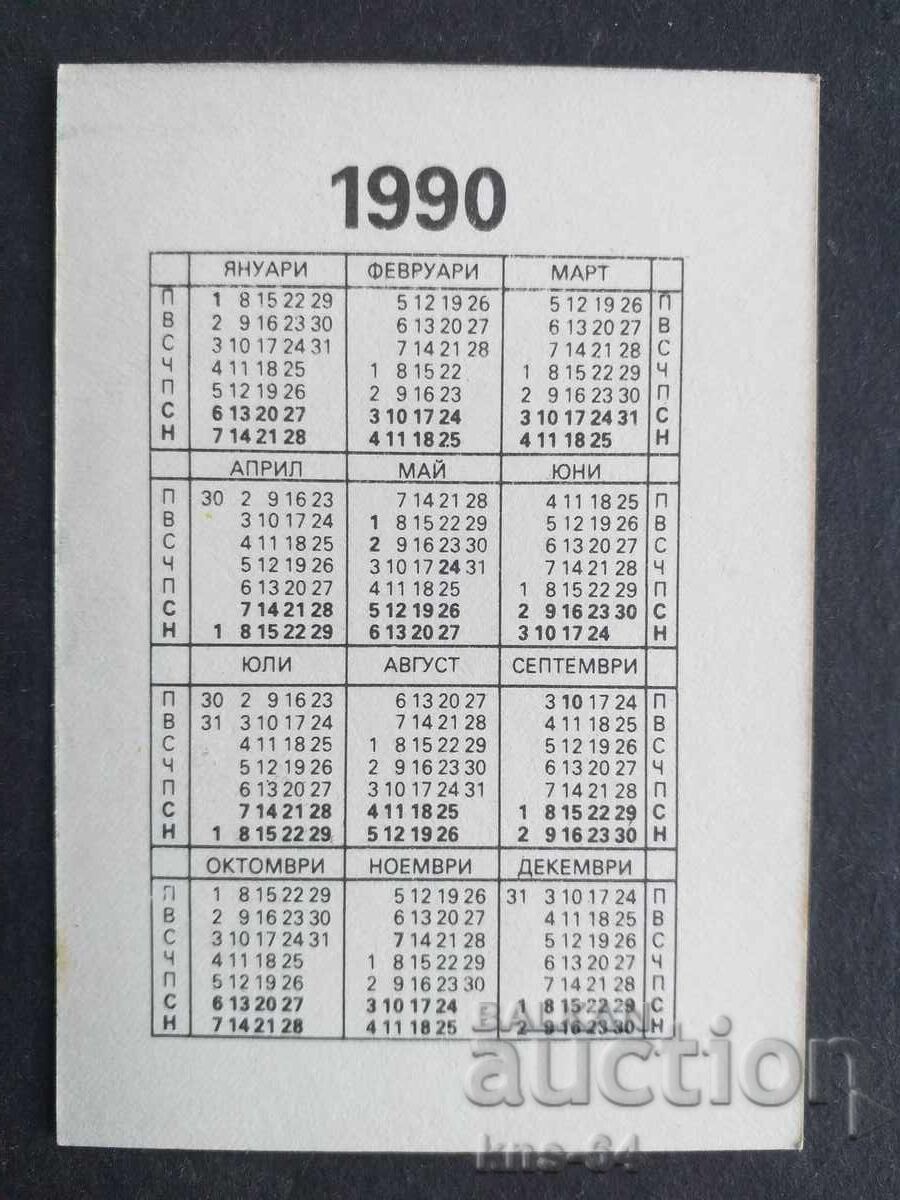 1990
ЯНУАРИ ФЕВРУАРИ МАРТ
П 1 8 15 22 29 5 12 19 26 5 12 19 26 П
В 2 9 16 23 30 6 13 20 27 6 13 20 27 В
С 3 10 17 24 31 7 14 21 28 7 14 21 28 С
Ч 4 11 18 25 1 8 15 22 1 8 15 22 29 Ч
П 5 12 19 26 2 9 16 23 2 9 16 23 30 П
С 6 13 20 27 3 10 17 24 3 10 17 24 31 С
Н 7 14 21 28 4 11 18 25 4 11 18 25 Н
АПРИЛ МАЙ ЮНИ
П 30 2 9 16 23 7 14 21 28 4 11 18 25 П
В 3 10 17 24 1 8 15 22 29 5 12 19 26 В
С 4 11 18 25 2 9 16 23 30 6 13 20 27 С
Ч 5 12 19 26 3 10 17 24 31 7 14 21 28 Ч
П 6 13 20 27 4 11 18 25 1 8 15 22 29 П
С 7 14 21 28 5 12 19 26 2 9 16 23 30 С
Н 1 8 15 22 29 6 13 20 27 3 10 17 24 Н
ЮЛИ АВГУСТ СЕПТЕМВРИ
П 30 2 9 16 23 6 13 20 27 3 10 17 24 П
В 31 3 10 17 24 7 14 21 28 4 11 18 25 В
С 4 11 18 25 1 8 15 22 29 5 12 19 26 С
Ч 5 12 19 26 2 9 16 23 30 6 13 20 27 Ч
П 6 13 20 27 3 10 17 24 31 7 14 21 28 П
С 7 14 21 28 4 11 18 25 1 8 15 22 29 С
Н 1 8 15 22 29 5 12 19 26 2 9 16 23 30 Н
ОКТОМВРИ НОЕМВРИ ДЕКЕМВРИ
П 1 8 15 22 29 5 12 19 26 31 3 10 17 24 П
В 2 9 16 23 30 6 13 20 27 4 11 18 25 В
С 3 10 17 24 31 7 14 21 28 5 12 19 26 С
Ч 4 11 18 25 1 8 15 22 29 6 13 20 27 Ч
П 5 12 19 26 2 9 16 23 30 7 14 21 28 П
С 6 13 20 27 3 10 17 24 1 8 15 22 29 С
Н 7 14 21 28 4 11 18 25 2 9 16 23 30 Н
BALKAN
auction
kns-64